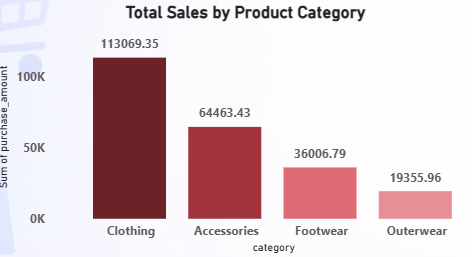 Total Sales by Product Category
Sum of purchase_amount
113069.35
100K
64463.43
50K
36006.79
19355.96
0K
Clothing Accessories Footwear Outerwear
category